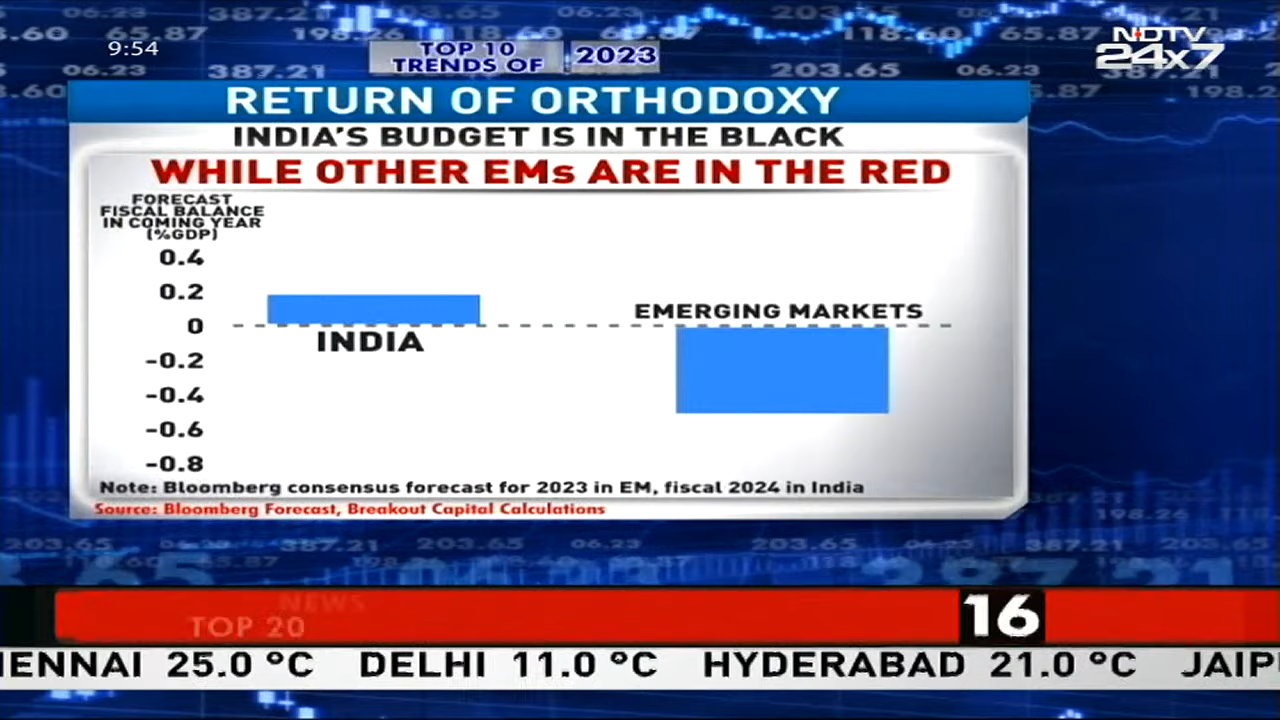 9:54
TOP 10
TRENDS OF 2023
NDTV
24x7
RETURN OF ORTHODOXY
INDIA'S BUDGET IS IN THE BLACK
WHILE OTHER EMs ARE IN THE RED
FORECAST
FISCAL BALANCE
IN COMING YEAR
(%GDP)
0.4
0.2
0
-0.2
-0.4
-0.6
-0.8
INDIA
EMERGING MARKETS
Note: Bloomberg consensus forecast for 2023 in EM, fiscal 2024 in India
Source: Bloomberg Forecast, Breakout Capital Calculations
NEWS
TOP 20
16
ENNAI 25.0 °C DELHI 11.0 °C HYDERABAD 21.0 °C JAIP